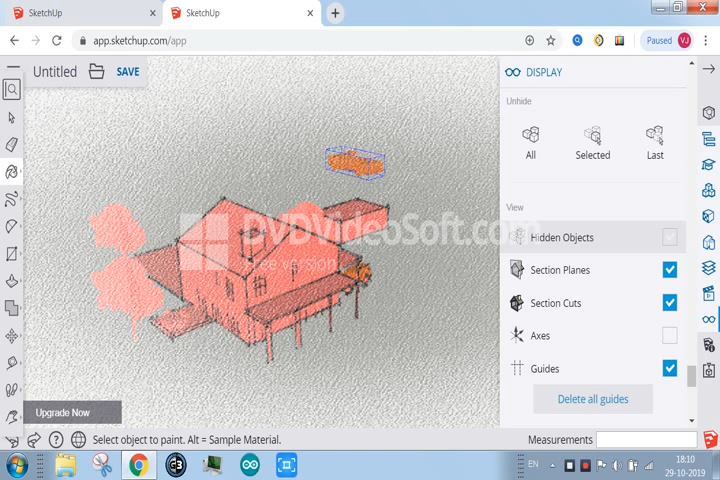 SketchUp
SketchUp
app.sketchup.com/app
Paused
VJ
Untitled
SAVE
DISPLAY
Unhide
All
Selected
Last
View
Hidden Objects
Section Planes
Section Cuts
Axes
Guides
Delete all guides
DVDVideoSoft.com
Free version
Upgrade Now
Select object to paint. Alt = Sample Material.
Measurements
EN
18:10
29-10-2019